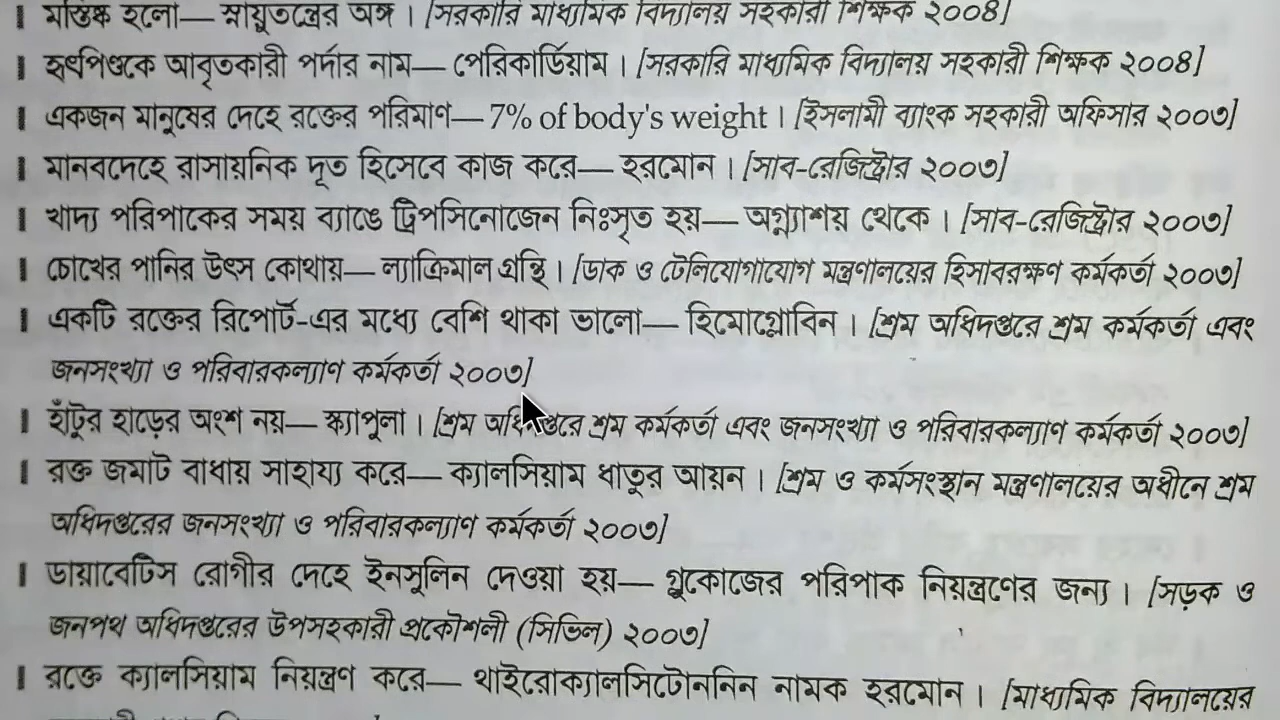 মস্তিষ্ক হলো— স্নায়ুতন্ত্রের অঙ্গ । [সরকারি মাধ্যমিক বিদ্যালয় সহকারী শিক্ষক ২০০৪]
হৃৎপিণ্ডকে আবৃতকারী পর্দার নাম— পেরিকার্ডিয়াম । [সরকারি মাধ্যমিক বিদ্যালয় সহকারী শিক্ষক ২০০৪]
একজন মানুষের দেহে রক্তের পরিমাণ— 7% of body's weight । [ইসলামী ব্যাংক সহকারী অফিসার ২০০৩]
মানবদেহে রাসায়নিক দূত হিসেবে কাজ করে— হরমোন । [সাব-রেজিস্ট্রার ২০০৩]
খাদ্য পরিপাকের সময় ব্যাঙে ট্রিপসিনোজেন নিঃসৃত হয়— অগ্ন্যাশয় থেকে । [সাব-রেজিস্ট্রার ২০০৩]
চোখের পানির উৎস কোথায়— ল্যাক্রিমাল গ্রন্থি । [ডাক ও টেলিযোগাযোগ মন্ত্রণালয়ের হিসাবরক্ষণ কর্মকর্তা ২০০৩]
একটি রক্তের রিপোর্ট-এর মধ্যে বেশি থাকা ভালো— হিমোগ্লোবিন । [শ্রম অধিদপ্তরে শ্রম কর্মকর্তা এবং
জনসংখ্যা ও পরিবারকল্যাণ কর্মকর্তা ২০০৩]
হাঁটুর হাড়ের অংশ নয়— স্ক্যাপুলা । [শ্রম অধিদপ্তরে শ্রম কর্মকর্তা এবং জনসংখ্যা ও পরিবারকল্যাণ কর্মকর্তা ২০০৩]
রক্ত জমাট বাধায় সাহায্য করে— ক্যালসিয়াম ধাতুর আয়ন । [শ্রম ও কর্মসংস্থান মন্ত্রণালয়ের অধীনে শ্রম
অধিদপ্তরের জনসংখ্যা ও পরিবারকল্যাণ কর্মকর্তা ২০০৩]
ডায়াবেটিস রোগীর দেহে ইনসুলিন দেওয়া হয়— গ্লুকোজের পরিপাক নিয়ন্ত্রণের জন্য । [সড়ক ও
জনপথ অধিদপ্তরের উপসহকারী প্রকৌশলী (সিভিল) ২০০৩]
রক্তে ক্যালসিয়াম নিয়ন্ত্রণ করে— থাইরোক্যালসিটোননিন নামক হরমোন । [মাধ্যমিক বিদ্যালয়ের